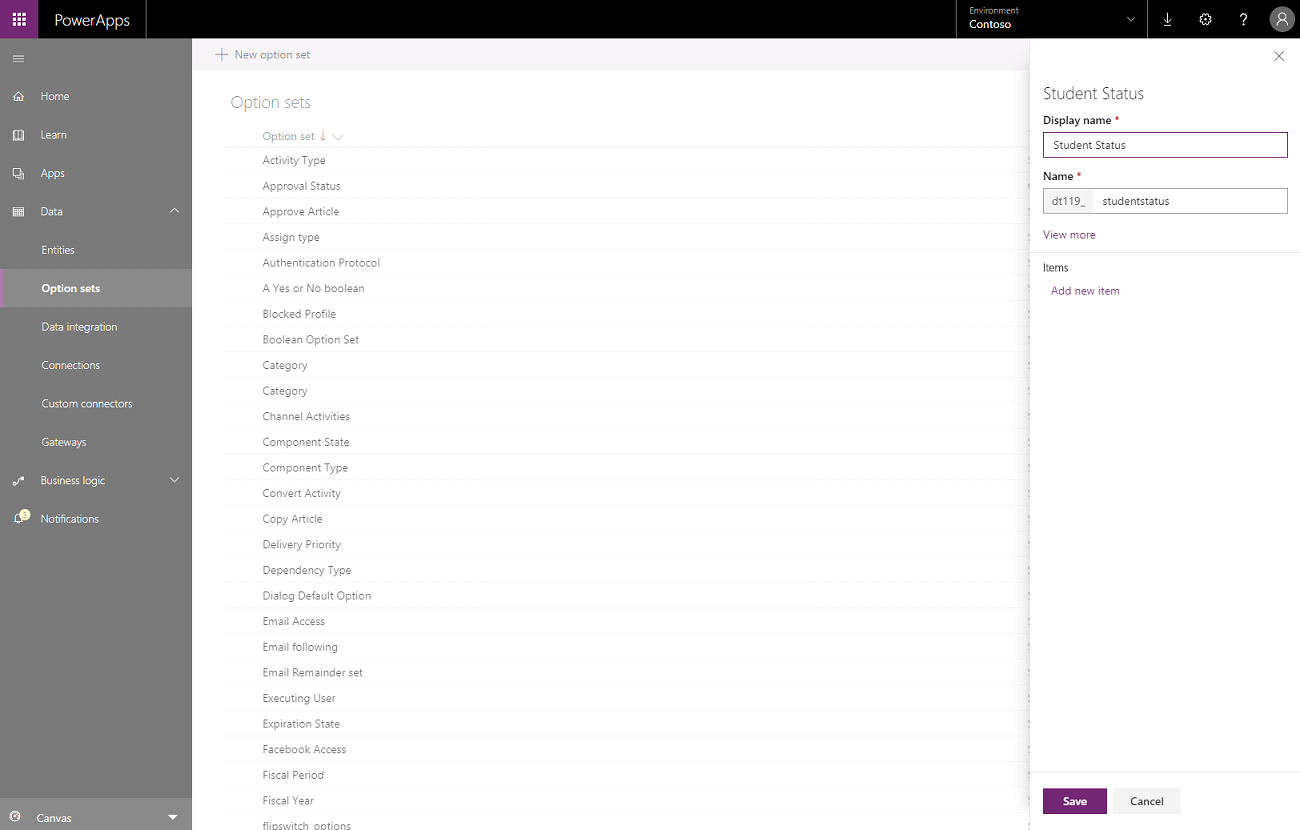 PowerApps
Environment
Contoso
?
Home
Learn
Apps
Data
Entities
Option sets
Data integration
Connections
Custom connectors
Gateways
Business logic
Notifications
Canvas
New option set
Option sets
Option set
Activity Type
Approval Status
Approve Article
Assign type
Authentication Protocol
A Yes or No boolean
Blocked Profile
Boolean Option Set
Category
Category
Channel Activities
Component State
Component Type
Convert Activity
Copy Article
Delivery Priority
Dependency Type
Dialog Default Option
Email Access
Email following
Email Remainder set
Executing User
Expiration State
Facebook Access
Fiscal Period
Fiscal Year
flipswitch_options
Student Status
Display name *
Student Status
Name *
dt119_ studentstatus
View more
Items
Add new item
Save Cancel